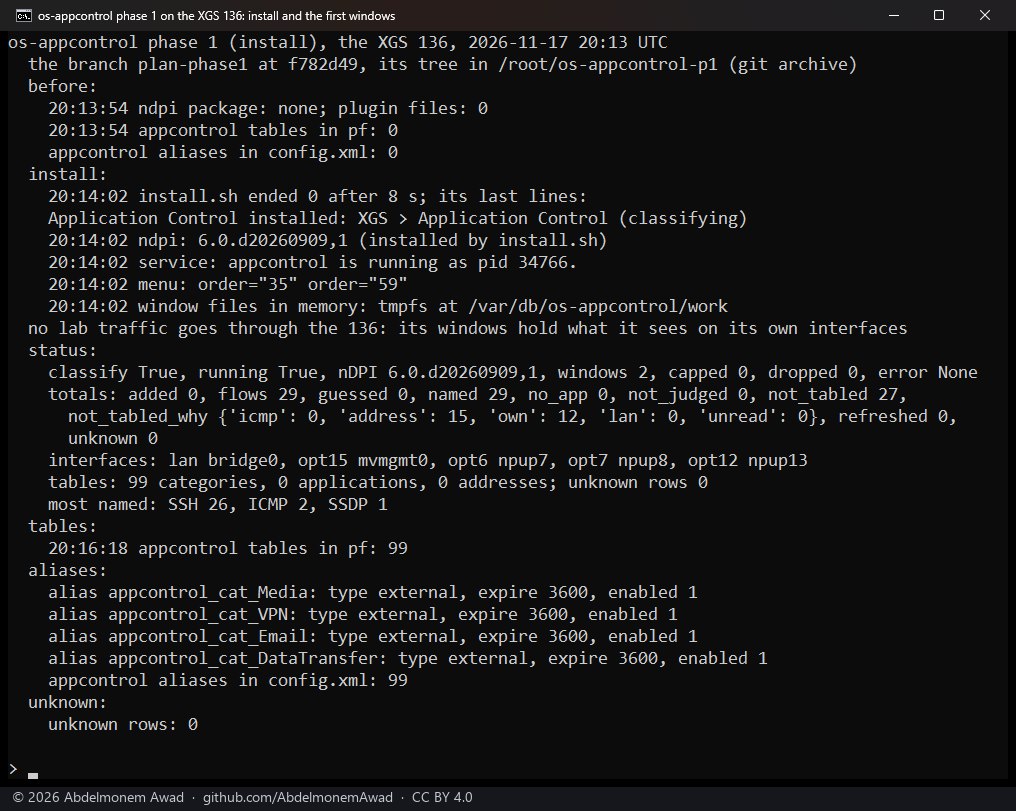 os-appcontrol phase 1 on the XGS 136: install and the first windows
os-appcontrol phase 1 (install), the XGS 136, 2026-11-17 20:13 UTC
the branch plan-phase1 at f782d49, its tree in /root/os-appcontrol-p1 (git archive)
before:
20:13:54 ndpi package: none; plugin files: 0
20:13:54 appcontrol tables in pf: 0
appcontrol aliases in config.xml: 0
install:
20:14:02 install.sh ended 0 after 8 s; its last lines:
Application Control installed: XGS > Application Control (classifying)
20:14:02 ndpi: 6.0.d20260909,1 (installed by install.sh)
20:14:02 service: appcontrol is running as pid 34766.
20:14:02 menu: order="35" order="59"
20:14:02 window files in memory: tmpfs at /var/db/os-appcontrol/work
no lab traffic goes through the 136: its windows hold what it sees on its own interfaces
status:
classify True, running True, nDPI 6.0.d20260909,1, windows 2, capped 0, dropped 0, error None
totals: added 0, flows 29, guessed 0, named 29, no_app 0, not_judged 0, not_tabled 27,
not_tabled_why {'icmp': 0, 'address': 15, 'own': 12, 'lan': 0, 'unread': 0}, refreshed 0,
unknown 0
interfaces: lan bridge0, opt15 mvmgmt0, opt6 npup7, opt7 npup8, opt12 npup13
tables: 99 categories, 0 applications, 0 addresses; unknown rows 0
most named: SSH 26, ICMP 2, SSDP 1
tables:
20:16:18 appcontrol tables in pf: 99
aliases:
alias appcontrol_cat_Media: type external, expire 3600, enabled 1
alias appcontrol_cat_VPN: type external, expire 3600, enabled 1
alias appcontrol_cat_Email: type external, expire 3600, enabled 1
alias appcontrol_cat_DataTransfer: type external, expire 3600, enabled 1
appcontrol aliases in config.xml: 99
unknown:
unknown rows: 0
>
© 2026 Abdelmonem Awad · github.com/AbdelmonemAwad · CC BY 4.0